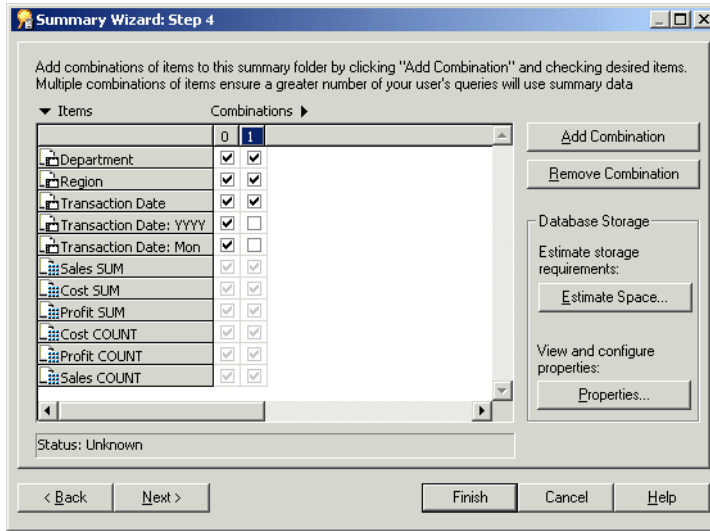 Summary Wizard: Step 4
Add combinations of items to this summary folder by clicking "Add Combination" and checking desired items.
Multiple combinations of items ensure a greater number of your user's queries will use summary data
Items Combinations
0 1
Department
Region
Transaction Date
Transaction Date: YYYY
Transaction Date: Mon
Sales SUM
Cost SUM
Profit SUM
Cost COUNT
Profit COUNT
Sales COUNT
Status: Unknown
Add Combination
Remove Combination
Database Storage
Estimate storage
requirements:
Estimate Space...
View and configure
properties:
Properties...
< Back Next > Finish Cancel Help